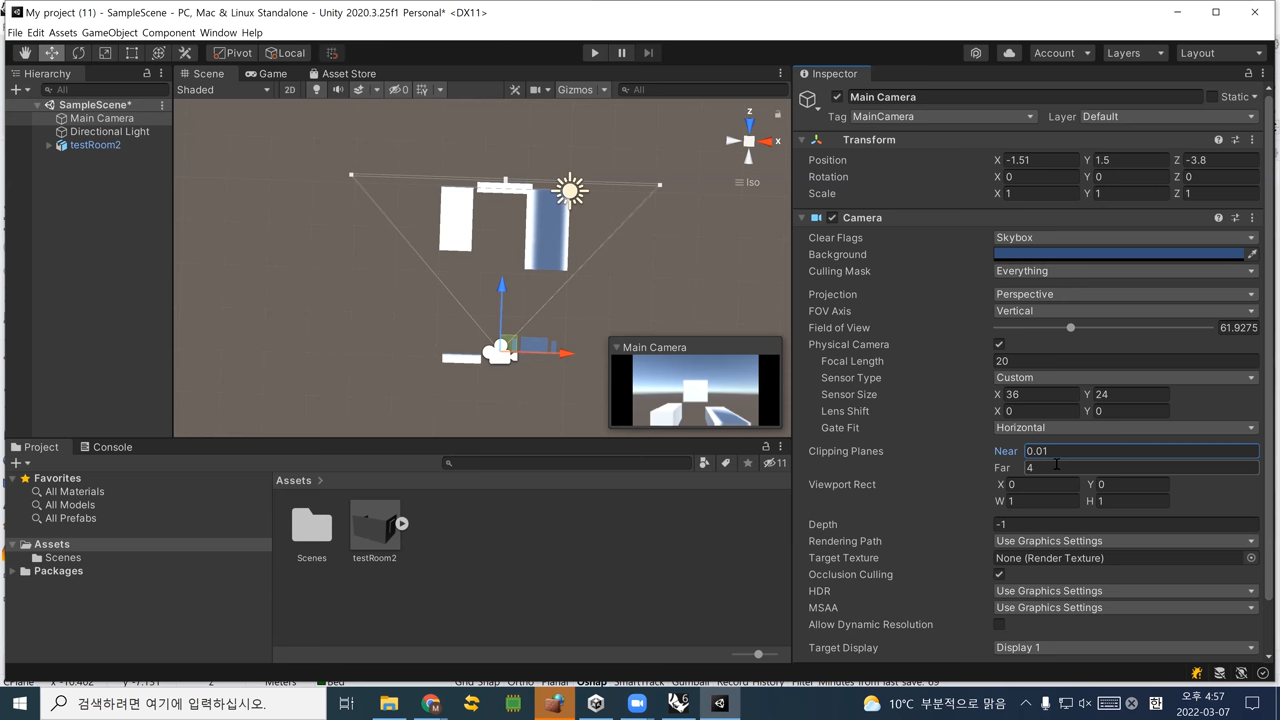 My project (11) - SampleScene - PC, Mac & Linux Standalone - Unity 2020.3.25f1 Personal* <DX11>
File Edit Assets GameObject Component Window Help
Pivot Local Account Layers Layout
Hierarchy
All
SampleScene*
Main Camera
Directional Light
testRoom2
Scene Game Asset Store
Shaded 2D 0 Gizmos All
z
x
Iso
Main Camera
Inspector
Main Camera Static
Tag MainCamera Layer Default
Transform
Position X -1.51 Y 1.5 Z -3.8
Rotation X 0 Y 0 Z 0
Scale X 1 Y 1 Z 1
Camera
Clear Flags Skybox
Background
Culling Mask Everything
Projection Perspective
FOV Axis Vertical
Field of View 61.9275
Physical Camera
Focal Length 20
Sensor Type Custom
Sensor Size X 36 Y 24
Lens Shift X 0 Y 0
Gate Fit Horizontal
Clipping Planes Near 0.01
Far 4
Viewport Rect X 0 Y 0
W 1 H 1
Depth -1
Rendering Path Use Graphics Settings
Target Texture None (Render Texture)
Occlusion Culling
HDR Use Graphics Settings
MSAA Use Graphics Settings
Allow Dynamic Resolution
Target Display Display 1
Project Console
11
Favorites
All Materials
All Models
All Prefabs
Assets
Scenes
Packages
Assets
Scenes testRoom2
검색하려면 여기에 입력하십시오.
6
10°C 부분적으로 맑음
한
오후 4:57
2022-03-07